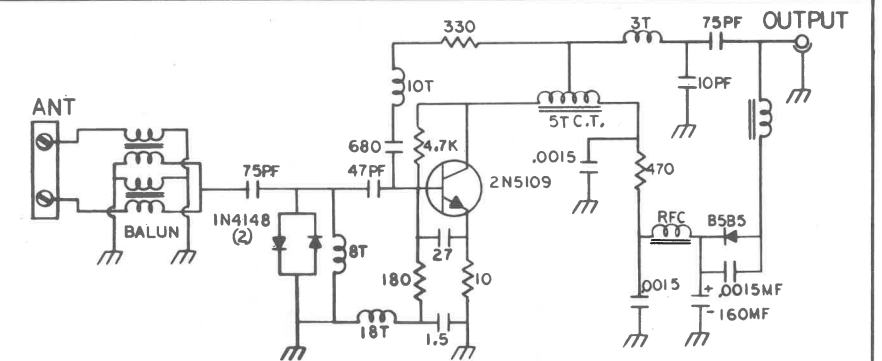 330
3T
75PF
OUTPUT
10T
10PF
ANT
5T C.T.
680
4.7K
.0015
470
75PF
47PF
2N5109
1N4148
(2)
BALUN
8T
27
RFC
B5B5
180
10
.0015
+ .0015MF
- 160MF
18T
1.5